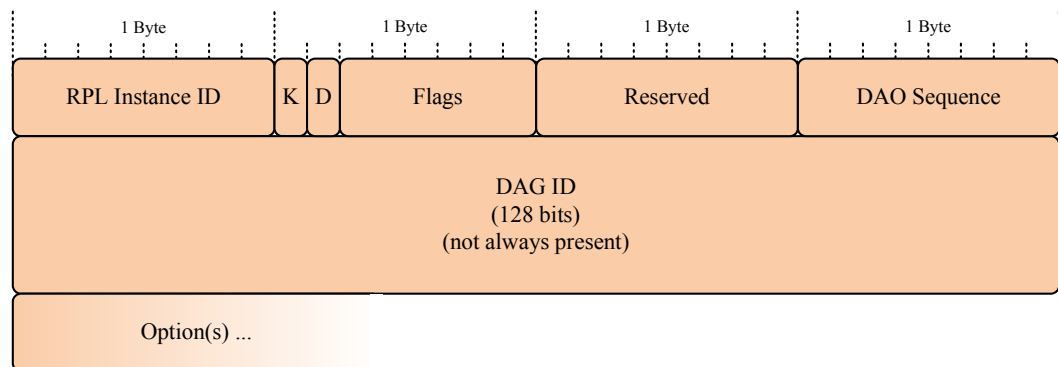 1 Byte 1 Byte 1 Byte 1 Byte
RPL Instance ID K D Flags Reserved DAO Sequence
DAG ID
(128 bits)
(not always present)
Option(s) ...